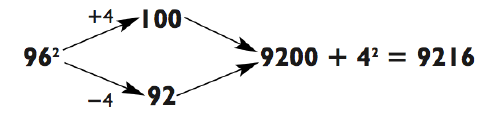 +4 100
96² 9200 + 4² = 9216
−4 92